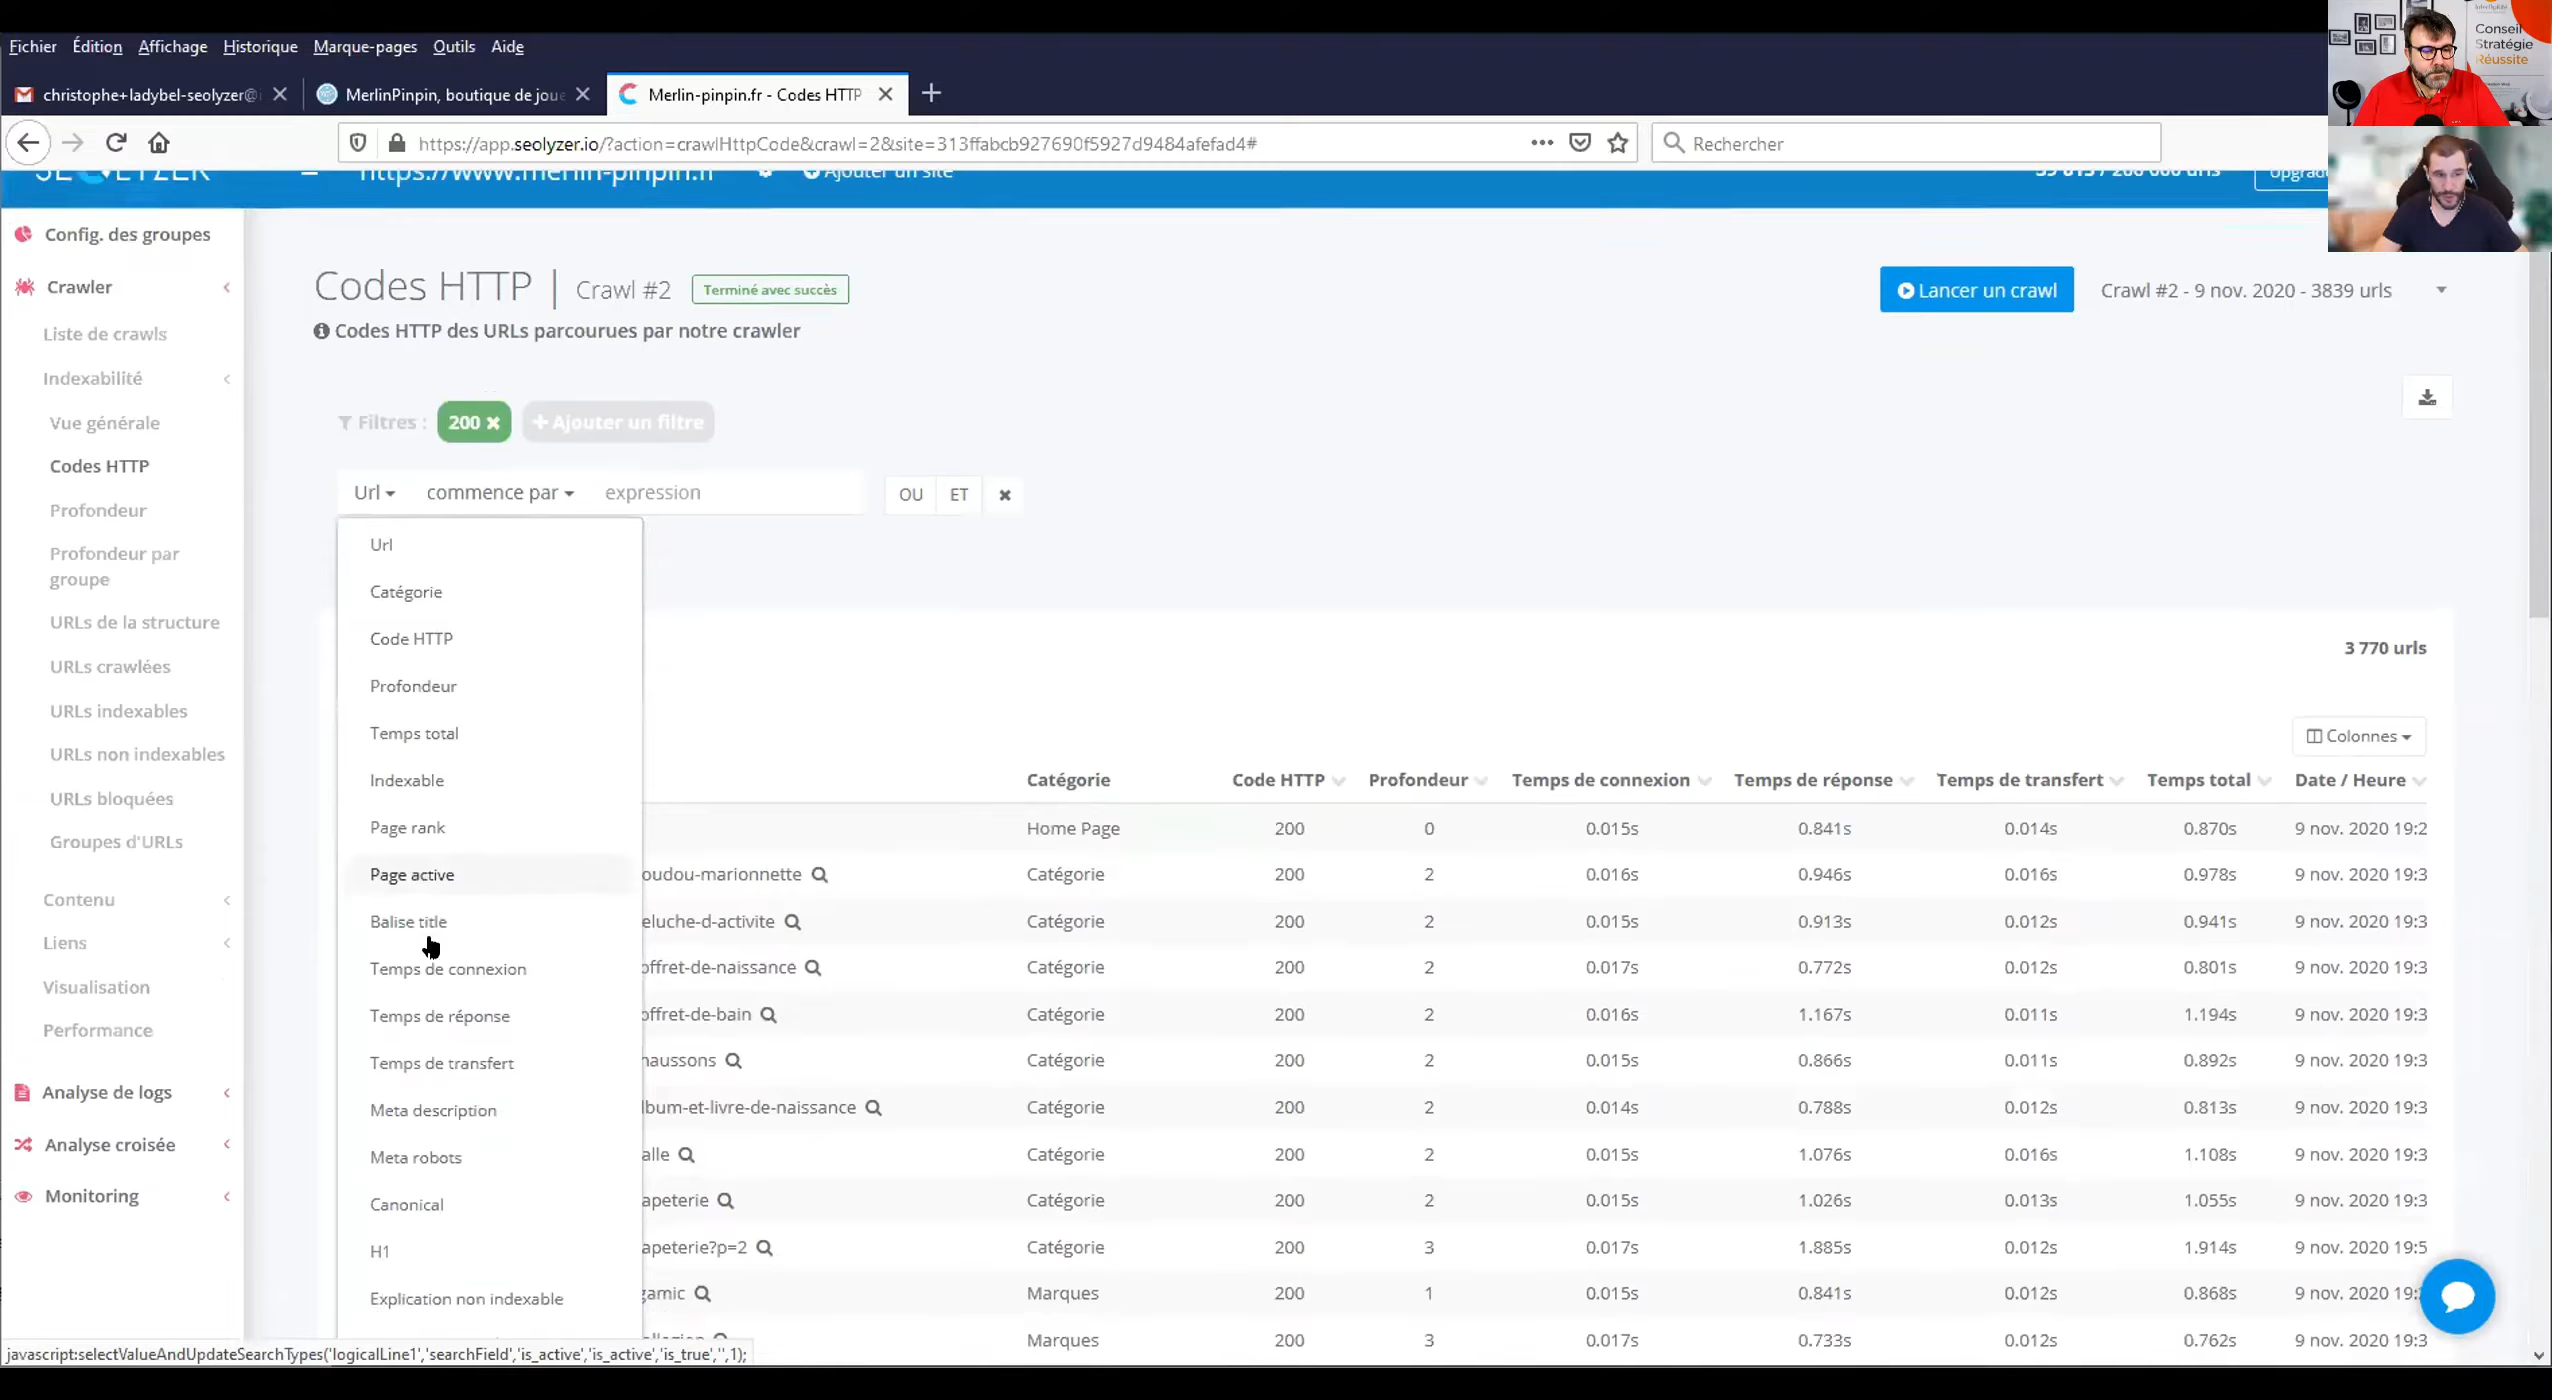 Fichier Édition Affichage Historique Marque-pages Outils Aide
christophe+ladybel-seolyzer@
MerlinPinpin, boutique de joue
Merlin-pinpin.fr - Codes HTTP
https://app.seolyzer.io/?action=crawlHttpCode&crawl=2&site=313ffabcb927690f5927d9484afefad4#
Rechercher
Conseil
Stratégie
Réussite
SEOLYZER
https://www.merlin-pinpin.fr
Ajouter un site
Config. des groupes
Crawler
Liste de crawls
Indexabilité
Vue générale
Codes HTTP
Profondeur
Profondeur par
groupe
URLs de la structure
URLs crawlées
URLs indexables
URLs non indexables
URLs bloquées
Groupes d'URLs
Contenu
Liens
Visualisation
Performance
Analyse de logs
Analyse croisée
Monitoring
Codes HTTP | Crawl #2 Terminé avec succès
Codes HTTP des URLs parcourues par notre crawler
Lancer un crawl
Crawl #2 - 9 nov. 2020 - 3839 urls
Filtres : 200 Ajouter un filtre
Url commence par expression OU ET
Url
Catégorie
Code HTTP
Profondeur
Temps total
Indexable
Page rank
Page active
Balise title
Temps de connexion
Temps de réponse
Temps de transfert
Meta description
Meta robots
Canonical
H1
Explication non indexable
3 770 urls
Colonnes
Catégorie Code HTTP Profondeur Temps de connexion Temps de réponse Temps de transfert Temps total Date / Heure
Home Page 200 0 0.015s 0.841s 0.014s 0.870s 9 nov. 2020 19:2
oudou-marionnette Catégorie 200 2 0.016s 0.946s 0.016s 0.978s 9 nov. 2020 19:3
eluche-d-activite Catégorie 200 2 0.015s 0.913s 0.012s 0.941s 9 nov. 2020 19:3
offret-de-naissance Catégorie 200 2 0.017s 0.772s 0.012s 0.801s 9 nov. 2020 19:3
offret-de-bain Catégorie 200 2 0.016s 1.167s 0.011s 1.194s 9 nov. 2020 19:3
haussons Catégorie 200 2 0.015s 0.866s 0.011s 0.892s 9 nov. 2020 19:3
lbum-et-livre-de-naissance Catégorie 200 2 0.014s 0.788s 0.012s 0.813s 9 nov. 2020 19:3
alle Catégorie 200 2 0.015s 1.076s 0.016s 1.108s 9 nov. 2020 19:3
apeterie Catégorie 200 2 0.015s 1.026s 0.013s 1.055s 9 nov. 2020 19:3
apeterie?p=2 Catégorie 200 3 0.017s 1.885s 0.012s 1.914s 9 nov. 2020 19:5
gamic Marques 200 1 0.015s 0.841s 0.012s 0.868s 9 nov. 2020 19:
Marques 200 3 0.017s 0.733s 0.012s 0.762s 9 nov. 2020 19:3
javascript:selectValueAndUpdateSearchTypes('logicalLine1','searchField','is_active','is_active','is_true','',1);